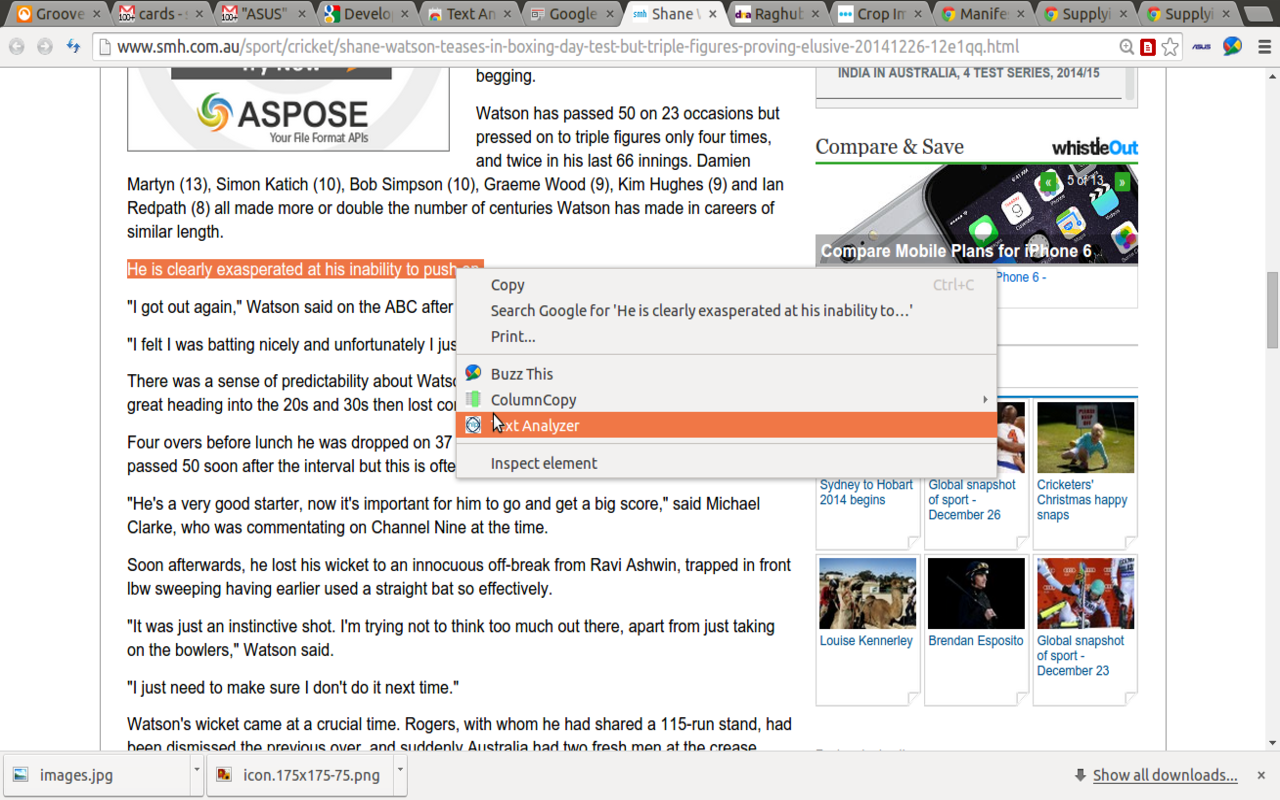 Groove
cards -
"ASUS"
Develop
Text An
Google
Shane W
Raghub
Crop Im
Manifes
Supplyi
Supplyi
www.smh.com.au/sport/cricket/shane-watson-teases-in-boxing-day-test-but-triple-figures-proving-elusive-20141226-12e1qq.html
ASPOSE
Your File Format APIs
begging.
Watson has passed 50 on 23 occasions but
pressed on to triple figures only four times,
and twice in his last 66 innings. Damien
Martyn (13), Simon Katich (10), Bob Simpson (10), Graeme Wood (9), Kim Hughes (9) and Ian
Redpath (8) all made more or double the number of centuries Watson has made in careers of
similar length.
He is clearly exasperated at his inability to push on.
"I got out again," Watson said on the ABC after
"I felt I was batting nicely and unfortunately I jus
There was a sense of predictability about Watso
great heading into the 20s and 30s then lost con
Four overs before lunch he was dropped on 37
passed 50 soon after the interval but this is ofte
"He's a very good starter, now it's important for him to go and get a big score," said Michael
Clarke, who was commentating on Channel Nine at the time.
Soon afterwards, he lost his wicket to an innocuous off-break from Ravi Ashwin, trapped in front
lbw sweeping having earlier used a straight bat so effectively.
"It was just an instinctive shot. I'm trying not to think too much out there, apart from just taking
on the bowlers," Watson said.
"I just need to make sure I don't do it next time."
Watson's wicket came at a crucial time. Rogers, with whom he had shared a 115-run stand, had
been dismissed the previous over, and suddenly Australia had two fresh men at the crease.
Copy Ctrl+C
Search Google for 'He is clearly exasperated at his inability to…'
Print...
Buzz This
ColumnCopy
Text Analyzer
Inspect element
INDIA IN AUSTRALIA, 4 TEST SERIES, 2014/15
Compare & Save
whistleOut
« 5 of 13 »
Compare Mobile Plans for iPhone 6
Phone 6 -
Sydney to Hobart
2014 begins
Global snapshot
of sport -
December 26
Cricketers'
Christmas happy
snaps
Louise Kennerley
Brendan Esposito
Global snapshot
of sport -
December 23
images.jpg
icon.175x175-75.png
Show all downloads...